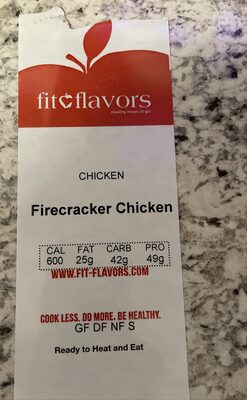 fit flavors
Healthy meals to go!
CHICKEN
Firecracker Chicken
CAL FAT CARB PRO
600 25g 42g 49g
WWW.FIT-FLAVORS.COM
COOK LESS. DO MORE. BE HEALTHY.
GF DF NF S
Ready to Heat and Eat